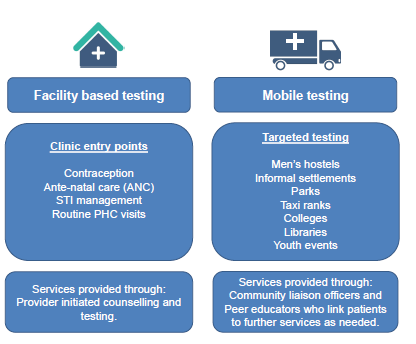 Facility based testing
Clinic entry points
Contraception
Ante-natal care (ANC)
STI management
Routine PHC visits
Services provided through:
Provider initiated counselling and
testing.
Mobile testing
Targeted testing
Men's hostels
Informal settlements
Parks
Taxi ranks
Colleges
Libraries
Youth events
Services provided through:
Community liaison officers and
Peer educators who link patients
to further services as needed.